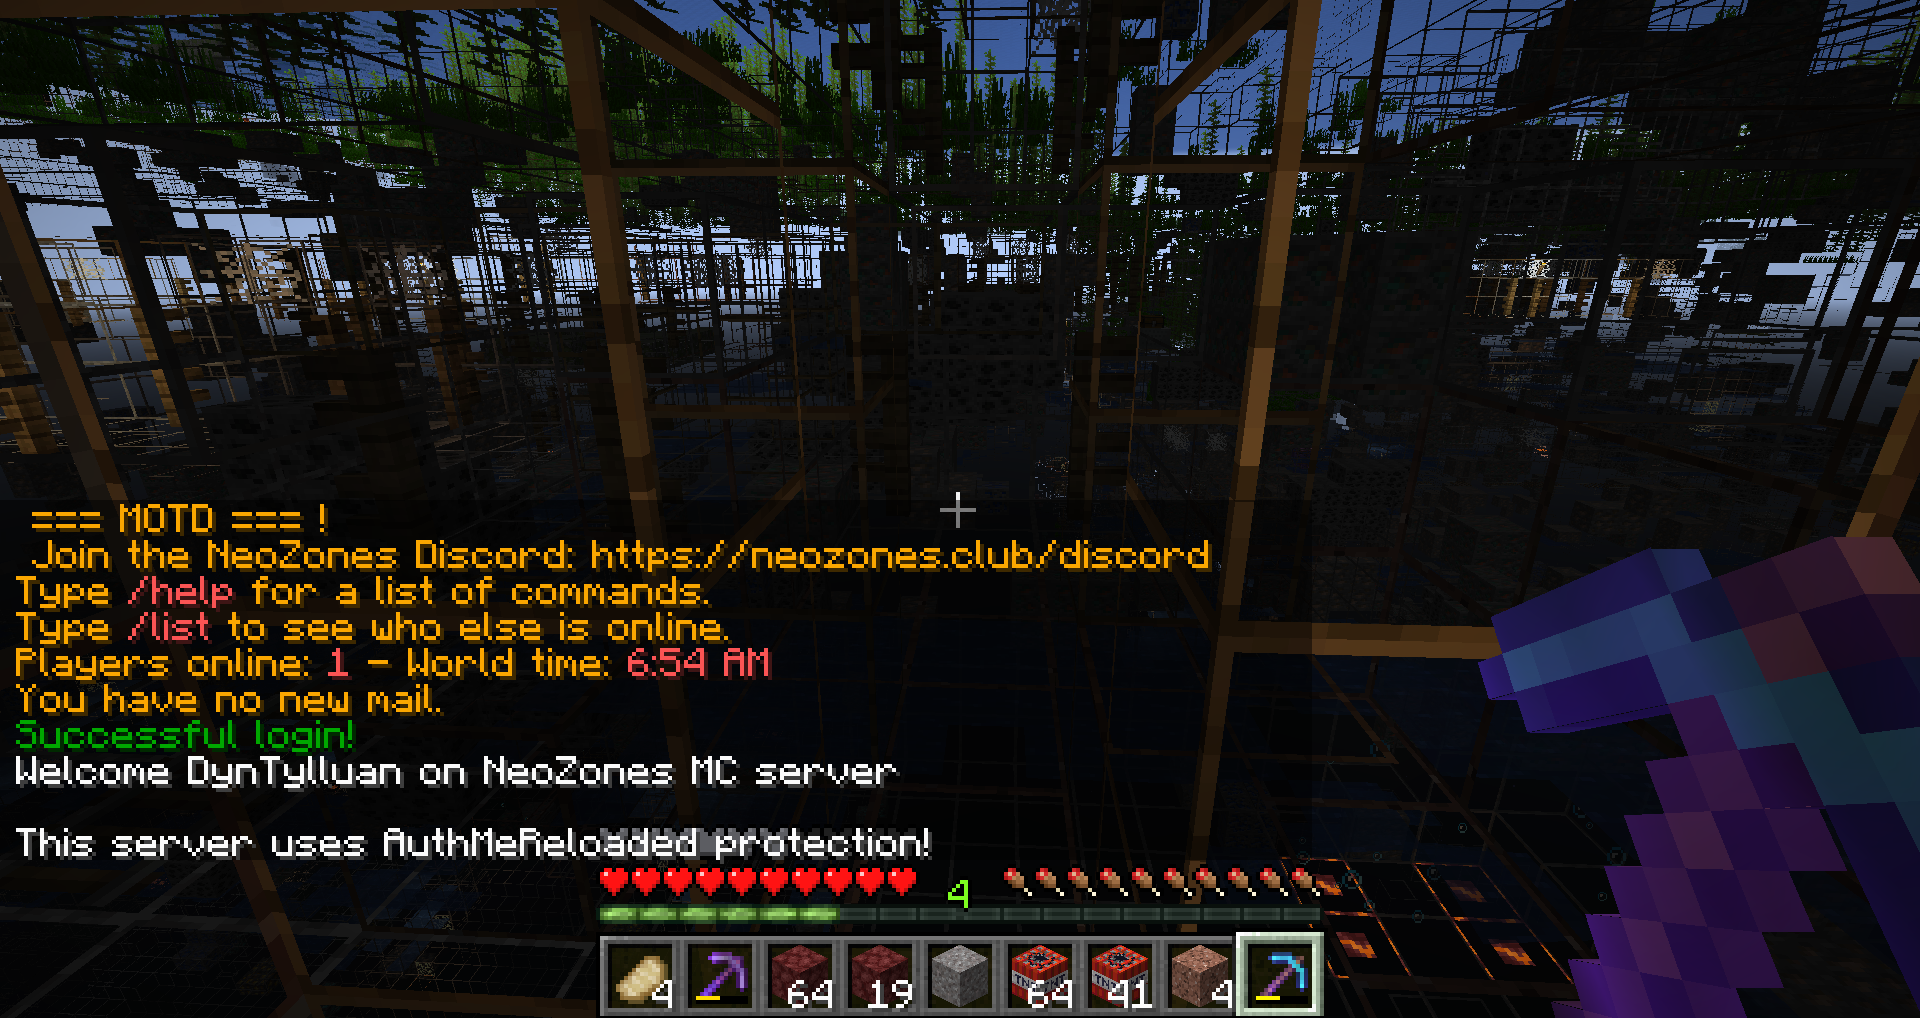 === MOTD === !
Join the NeoZones Discord: https://neozones.club/discord
Type /help for a list of commands.
Type /list to see who else is online.
Players online: 1 - World time: 6:54 AM
You have no new mail.
Successful login!
Welcome DynTylluan on NeoZones MC server
This server uses AuthMeReloaded protection!
4
4 64 19 64 41 4